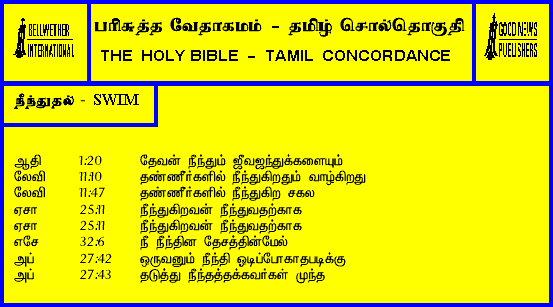 BELLWETHER
INTERNATIONAL
பரிசுத்த வேதாகமம் - தமிழ் சொல்தொகுதி
THE HOLY BIBLE - TAMIL CONCORDANCE
GOOD NEWS
PUBLISHERS
நீந்துதல் - SWIM
ஆதி 1:20 தேவன் நீந்தும் ஜீவஜந்துக்களையும்
லேவி 11:10 தண்ணீர்களில் நீந்துகிறதும் வாழ்கிறது
லேவி 11:47 தண்ணீர்களில் நீந்துகிற சகல
ஏசா 25:11 நீந்துகிறவன் நீந்துவதற்காக
ஏசா 25:11 நீந்துகிறவன் நீந்துவதற்காக
எசே 32:6 நீ நீந்தின தேசத்தின்மேல்
அப் 27:42 ஒருவனும் நீந்தி ஓடிப்போகாதபடிக்கு
அப் 27:43 தடுத்து நீந்தத்தக்கவர்கள் முந்த